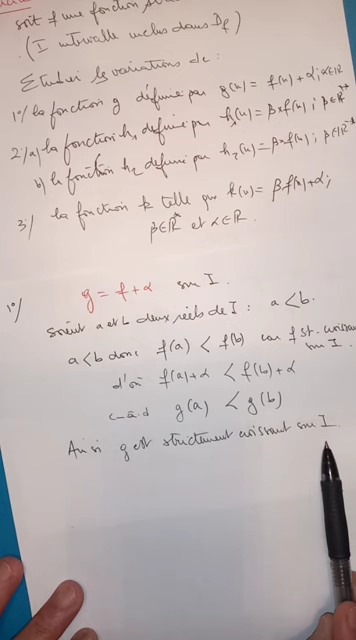 soit f une fonction
(I intervalle inclus dans Df)
Etudier les variations de :
1°/ la fonction g définie par g(x) = f(x) + α ; α∈ℝ
2°/ a) la fonction h₁ définie par h₁(x) = β × f(x) ; β∈ℝ*⁺
b) la fonction h₂ définie par h₂(x) = β × f(x) ; β∈ℝ*⁻
3°/ la fonction k telle que k(x) = β f(x) + α ;
β∈ℝ* et α∈ℝ.
1°/ g = f + α sur I.
Soient a et b deux réels de I : a < b.
a < b donc f(a) < f(b) car f st. croissante
sur I.
d'où f(a) + α < f(b) + α
c-à-d g(a) < g(b)
Ainsi g est strictement croissant sur I.